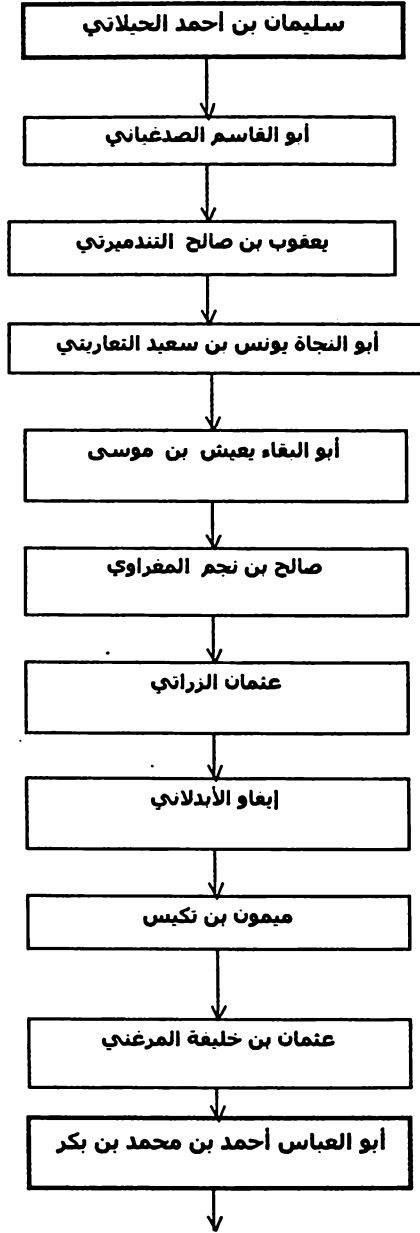 سليمان بن أحمد الحيلاتي
أبو القاسم الصدغياني
يعقوب بن صالح التندميرتي
أبو النجاة يونس بن سعيد التعاريتي
أبو البقاء يعيش بن موسى
صالح بن نجم المغراوي
عثمان الزراتي
إيفاو الأبدلاني
ميمون بن تكيس
عثمان بن خليفة المرغني
أبو العباس أحمد بن محمد بن بكر